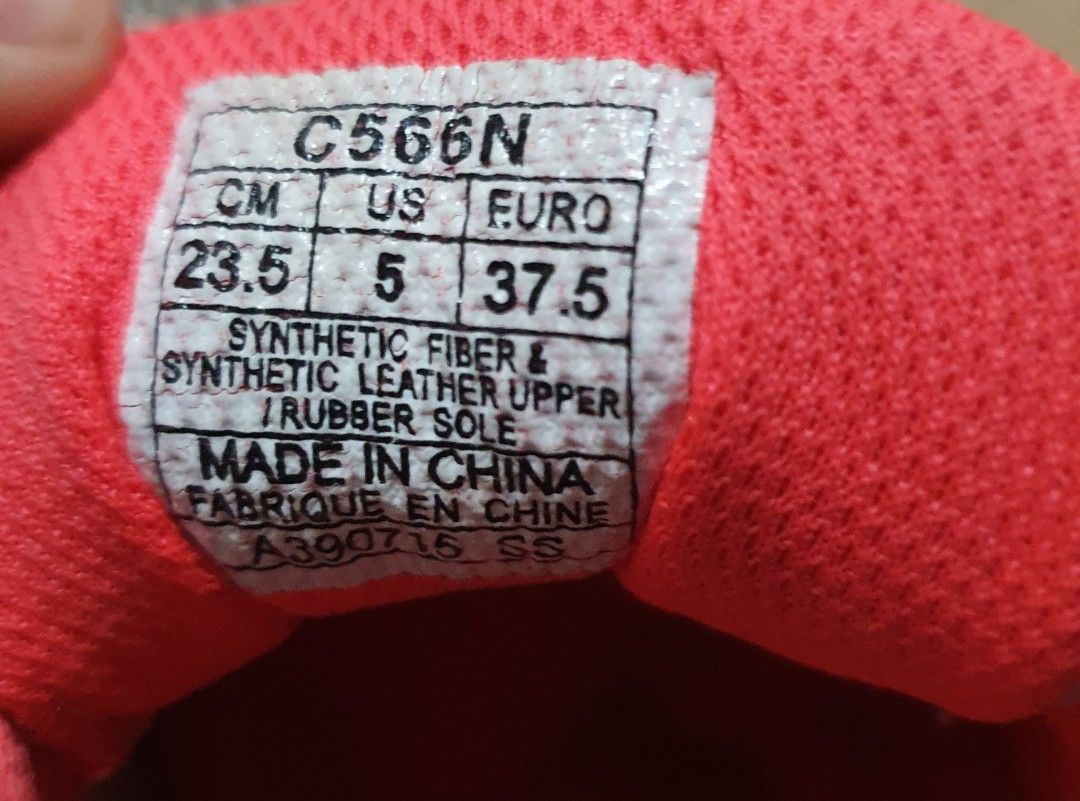 C566N
CM US EURO
23.5 5 37.5
SYNTHETIC FIBER &
SYNTHETIC LEATHER UPPER
/ RUBBER SOLE
MADE IN CHINA
FABRIQUE EN CHINE
A390715 SS